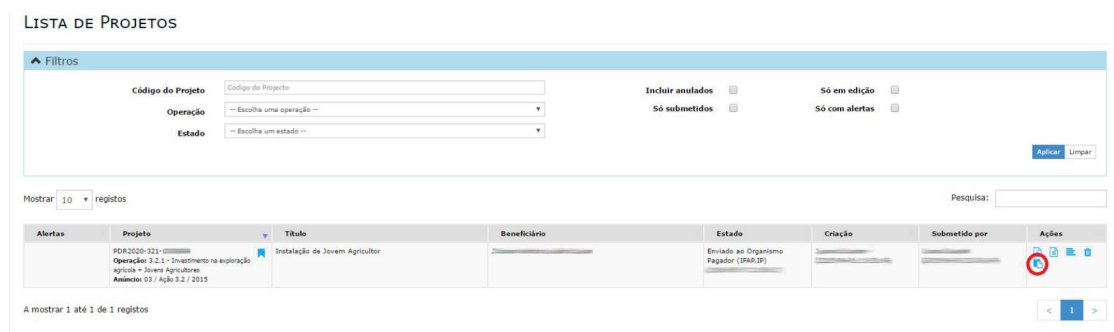 LISTA DE PROJETOS
Filtros
Código do Projeto Código do Projecto Incluir anulados Só em edição
Operação -- Escolha uma operação -- Só submetidos Só com alertas
Estado -- Escolha um estado --
Aplicar Limpar
Mostrar 10 registos Pesquisa:
Alertas Projeto Título Beneficiário Estado Criação Submetido por Ações
PDR2020-321- Instalação de Jovem Agricultor Enviado ao Organismo
Operação: 3.2.1 - Investimento na exploração Pagador (IFAP,IP)
agrícola + Jovens Agricultores
Anúncio: 03 / Ação 3.2 / 2015
A mostrar 1 até 1 de 1 registos < 1 >